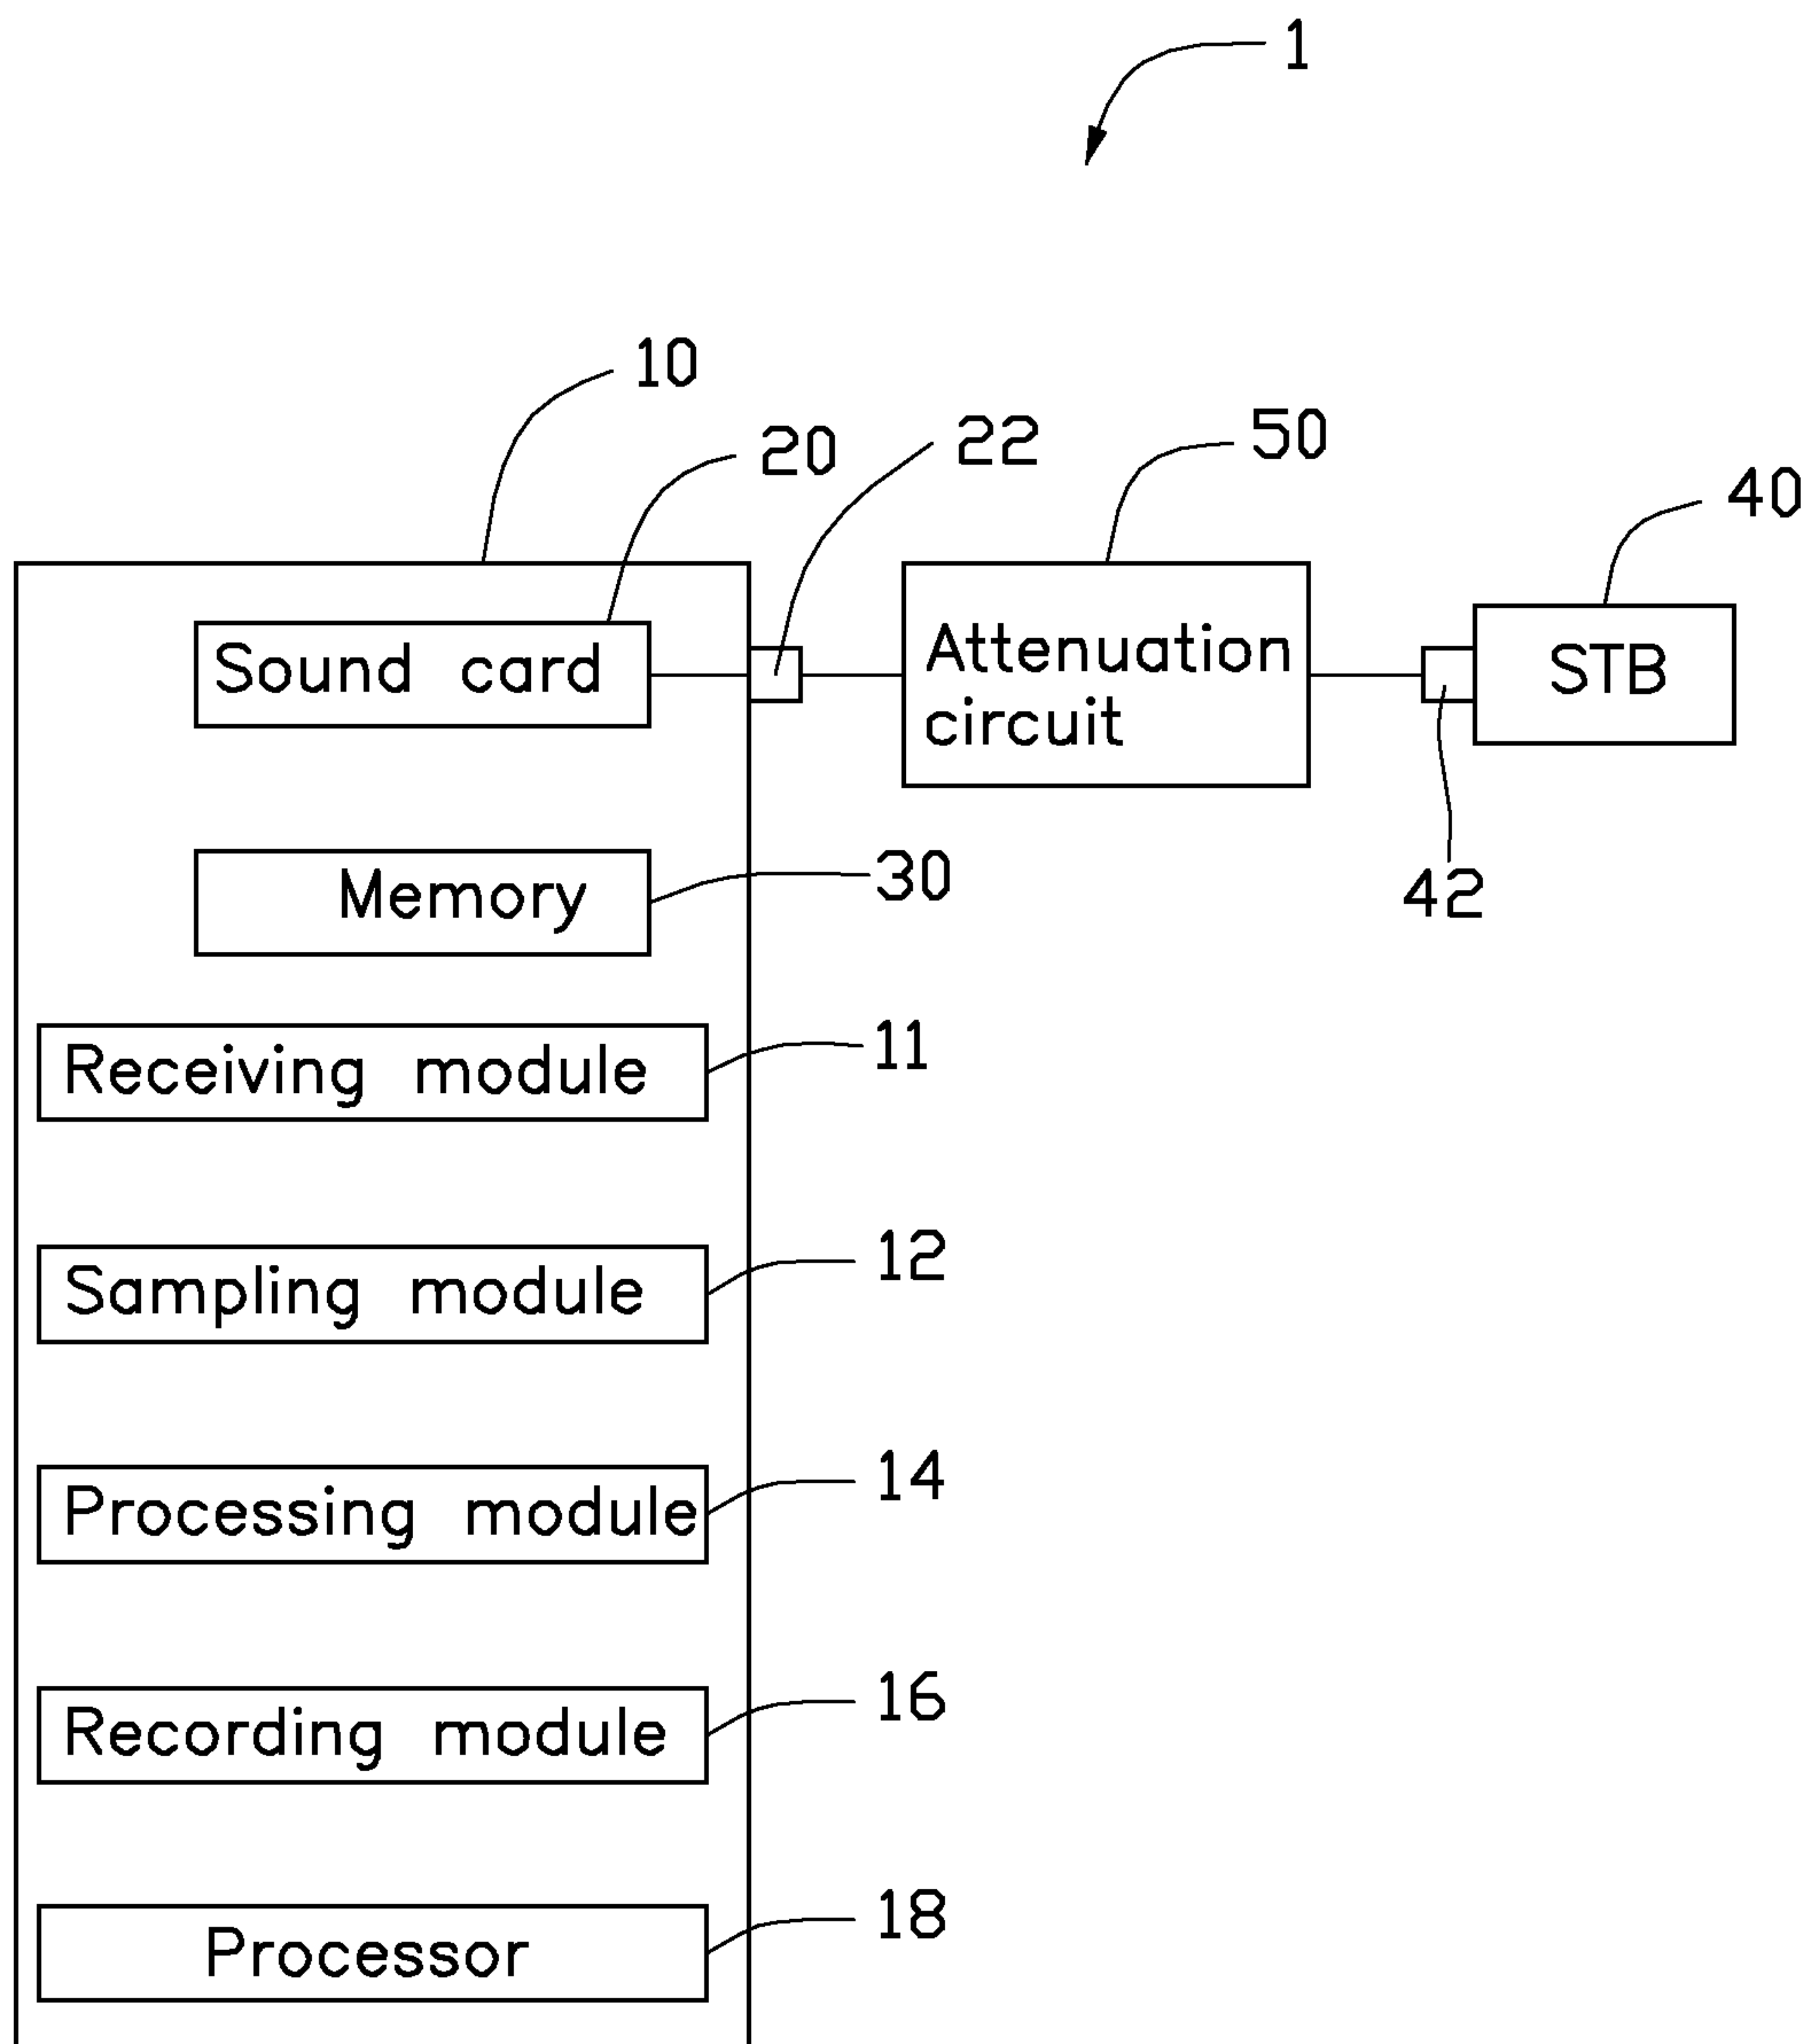 1
10
20
22
50
40
Sound card
Attenuation
circuit
STB
Memory
30
42
Receiving module
11
Sampling module
12
Processing module
14
Recording module
16
Processor
18